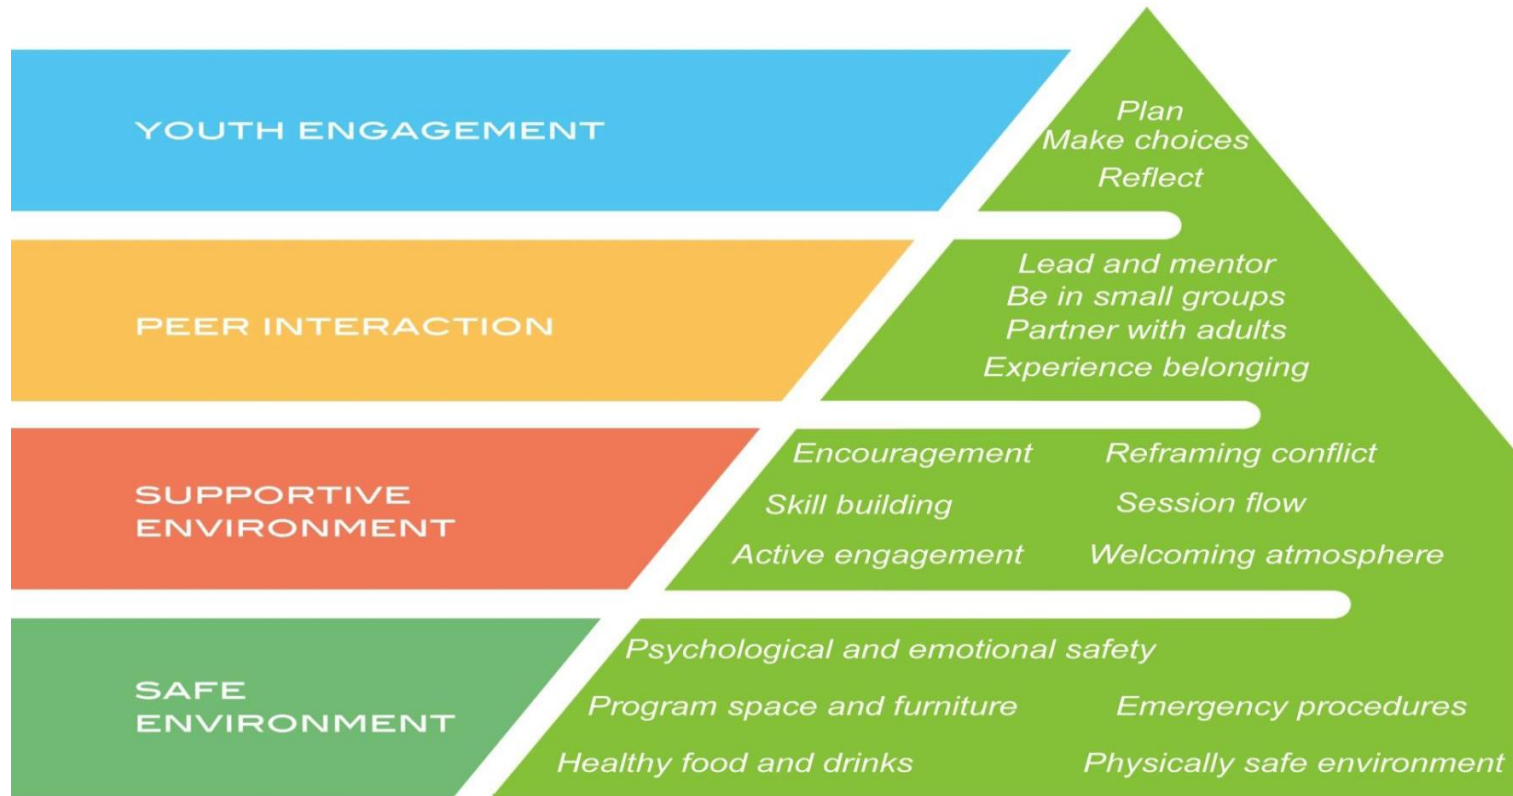 YOUTH ENGAGEMENT
Plan
Make choices
Reflect
PEER INTERACTION
Lead and mentor
Be in small groups
Partner with adults
Experience belonging
SUPPORTIVE
ENVIRONMENT
Encouragement
Reframing conflict
Skill building
Session flow
Active engagement
Welcoming atmosphere
SAFE
ENVIRONMENT
Psychological and emotional safety
Program space and furniture
Emergency procedures
Healthy food and drinks
Physically safe environment